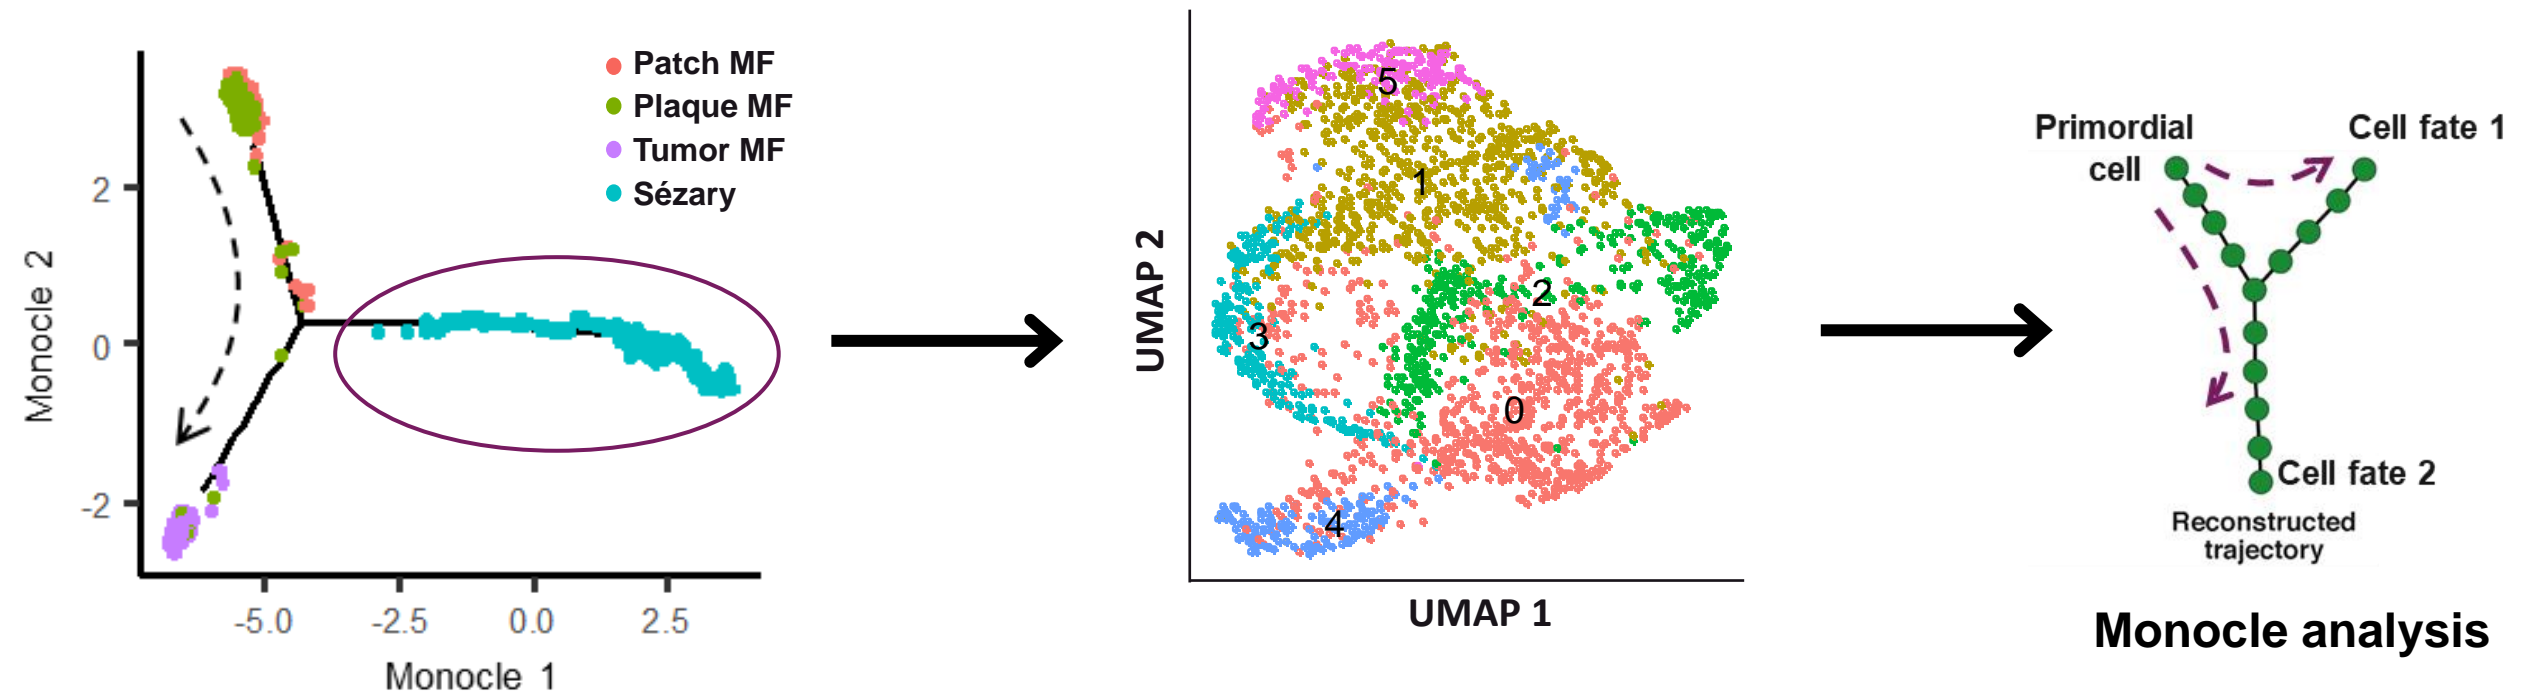 Patch MF
Plaque MF
Tumor MF
Sézary
2
0
-2
Monocle 2
-5.0
-2.5
0.0
2.5
Monocle 1
5
1
2
3
0
4
UMAP 2
UMAP 1
Primordial
cell
Cell fate 1
Cell fate 2
Reconstructed
trajectory
Monocle analysis